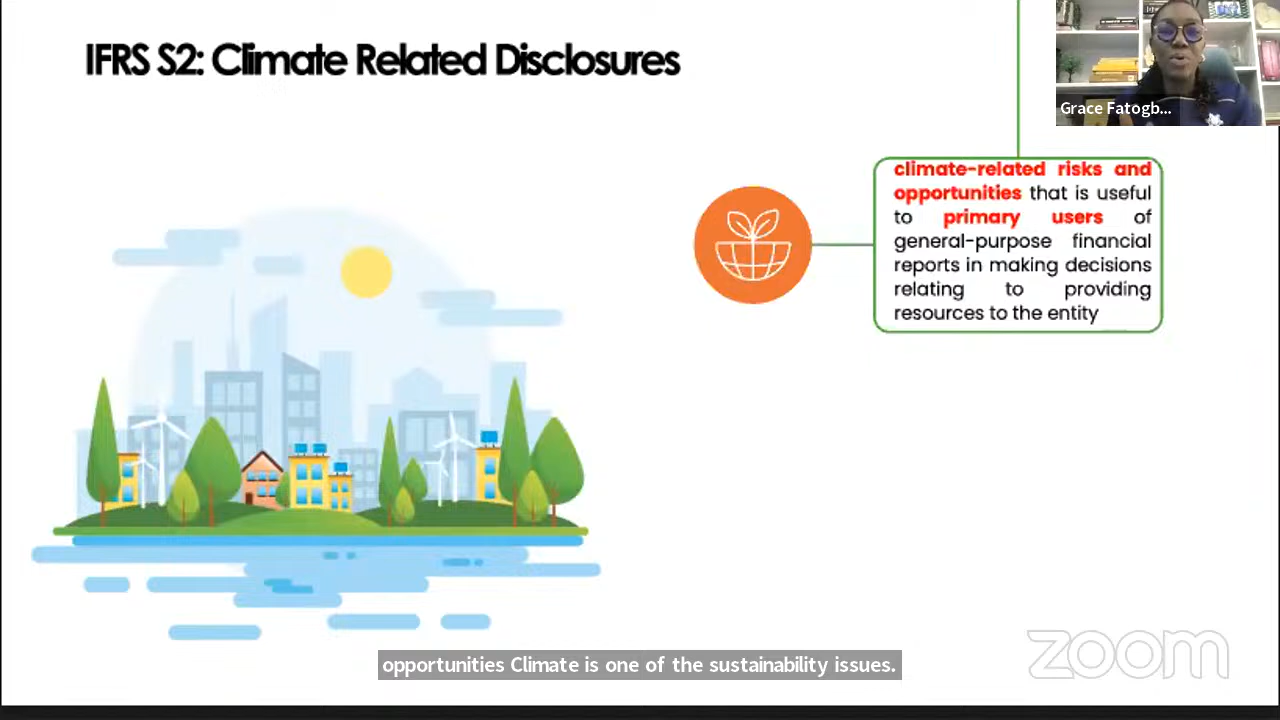 IFRS S2: Climate Related Disclosures
Grace Fatogb...
climate-related risks and
opportunities that is useful
to primary users of
general-purpose financial
reports in making decisions
relating to providing
resources to the entity
opportunities Climate is one of the sustainability issues.
zoom